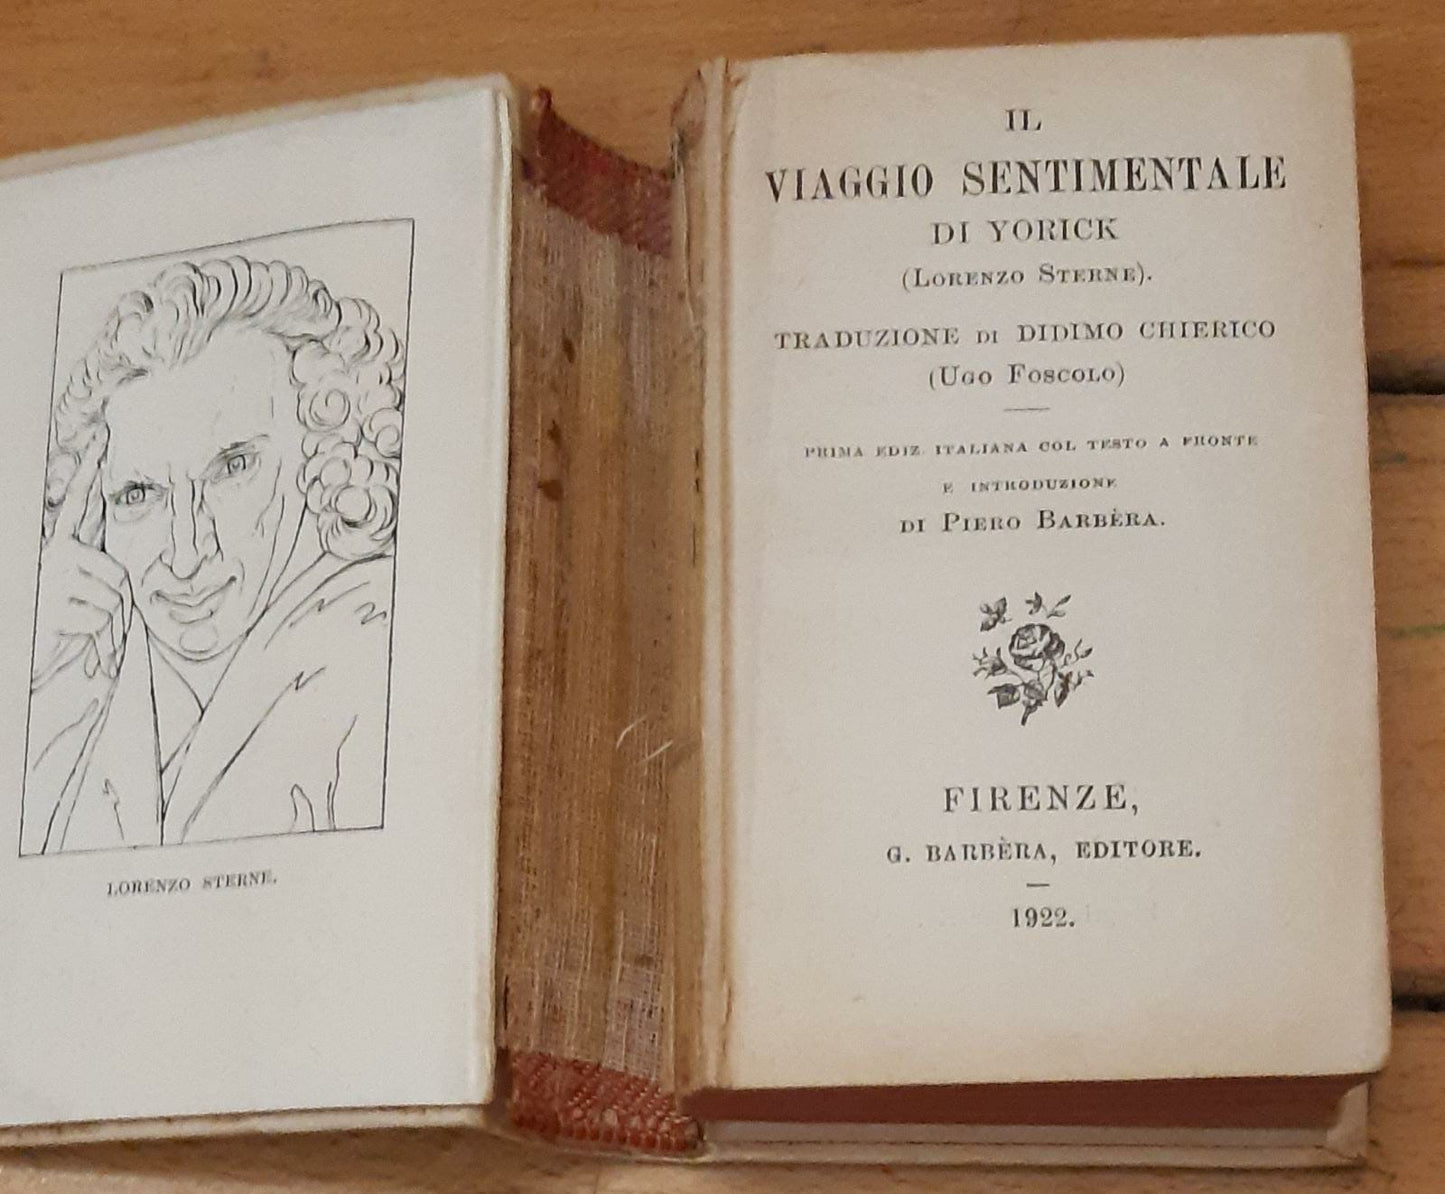 LORENZO STERNE.
IL
VIAGGIO SENTIMENTALE
DI YORICK
(LORENZO STERNE).
TRADUZIONE DI DIDIMO CHIERICO
(UGO FOSCOLO)
PRIMA EDIZ. ITALIANA COL TESTO A FRONTE
E INTRODUZIONE
DI PIERO BARBÈRA.
FIRENZE,
G. BARBÈRA, EDITORE.
1922.